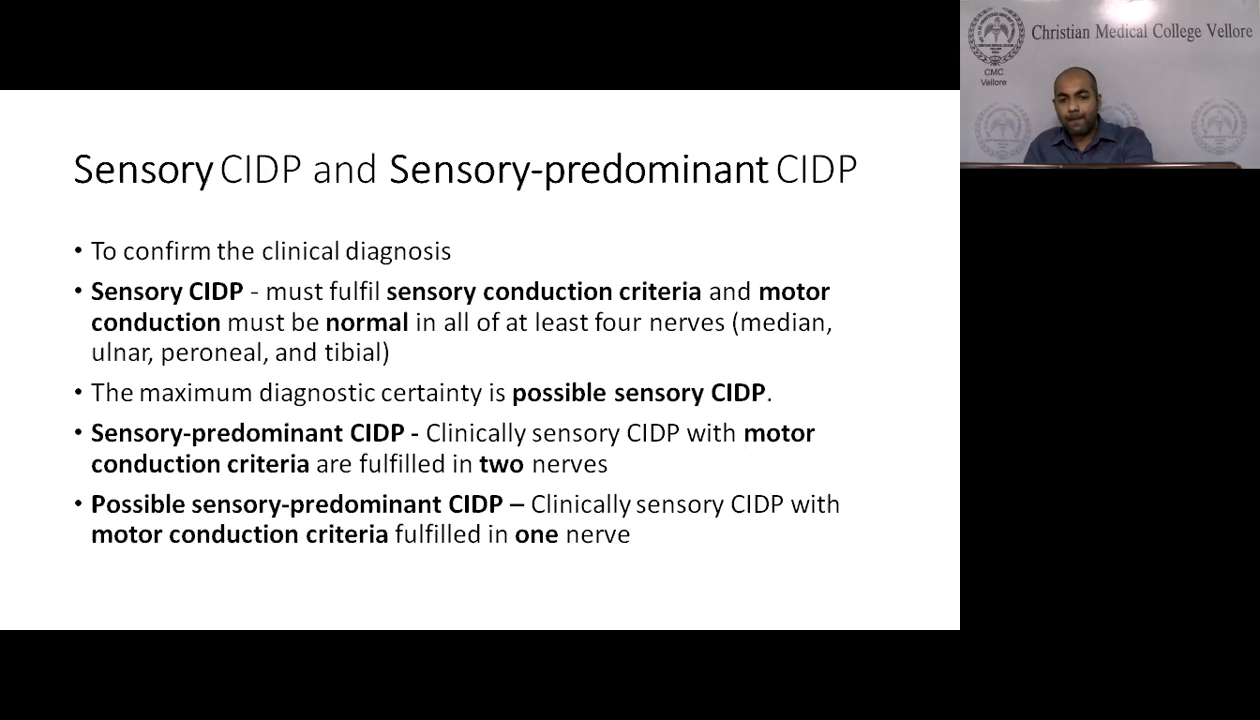 Sensory CIDP and Sensory-predominant CIDP
• To confirm the clinical diagnosis
• Sensory CIDP - must fulfil sensory conduction criteria and motor
conduction must be normal in all of at least four nerves (median,
ulnar, peroneal, and tibial)
• The maximum diagnostic certainty is possible sensory CIDP.
• Sensory-predominant CIDP - Clinically sensory CIDP with motor
conduction criteria are fulfilled in two nerves
• Possible sensory-predominant CIDP – Clinically sensory CIDP with
motor conduction criteria fulfilled in one nerve
Christian Medical College Vellore
CMC
Vellore